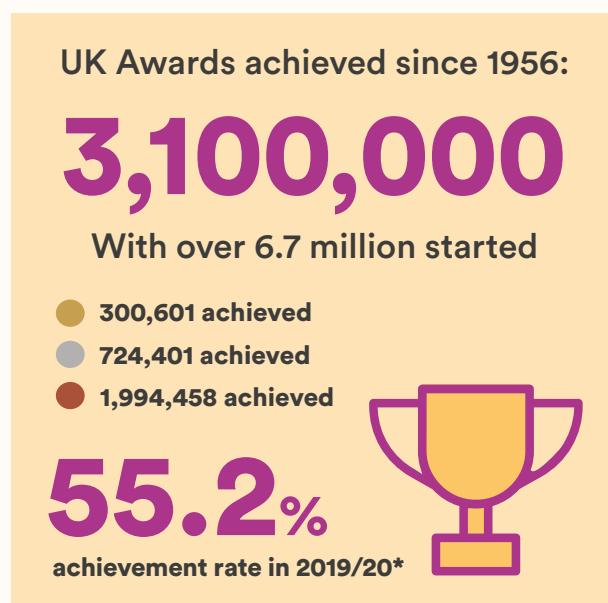 UK Awards achieved since 1956:
3,100,000
With over 6.7 million started
300,601 achieved
724,401 achieved
1,994,458 achieved
55.2%
achievement rate in 2019/20*